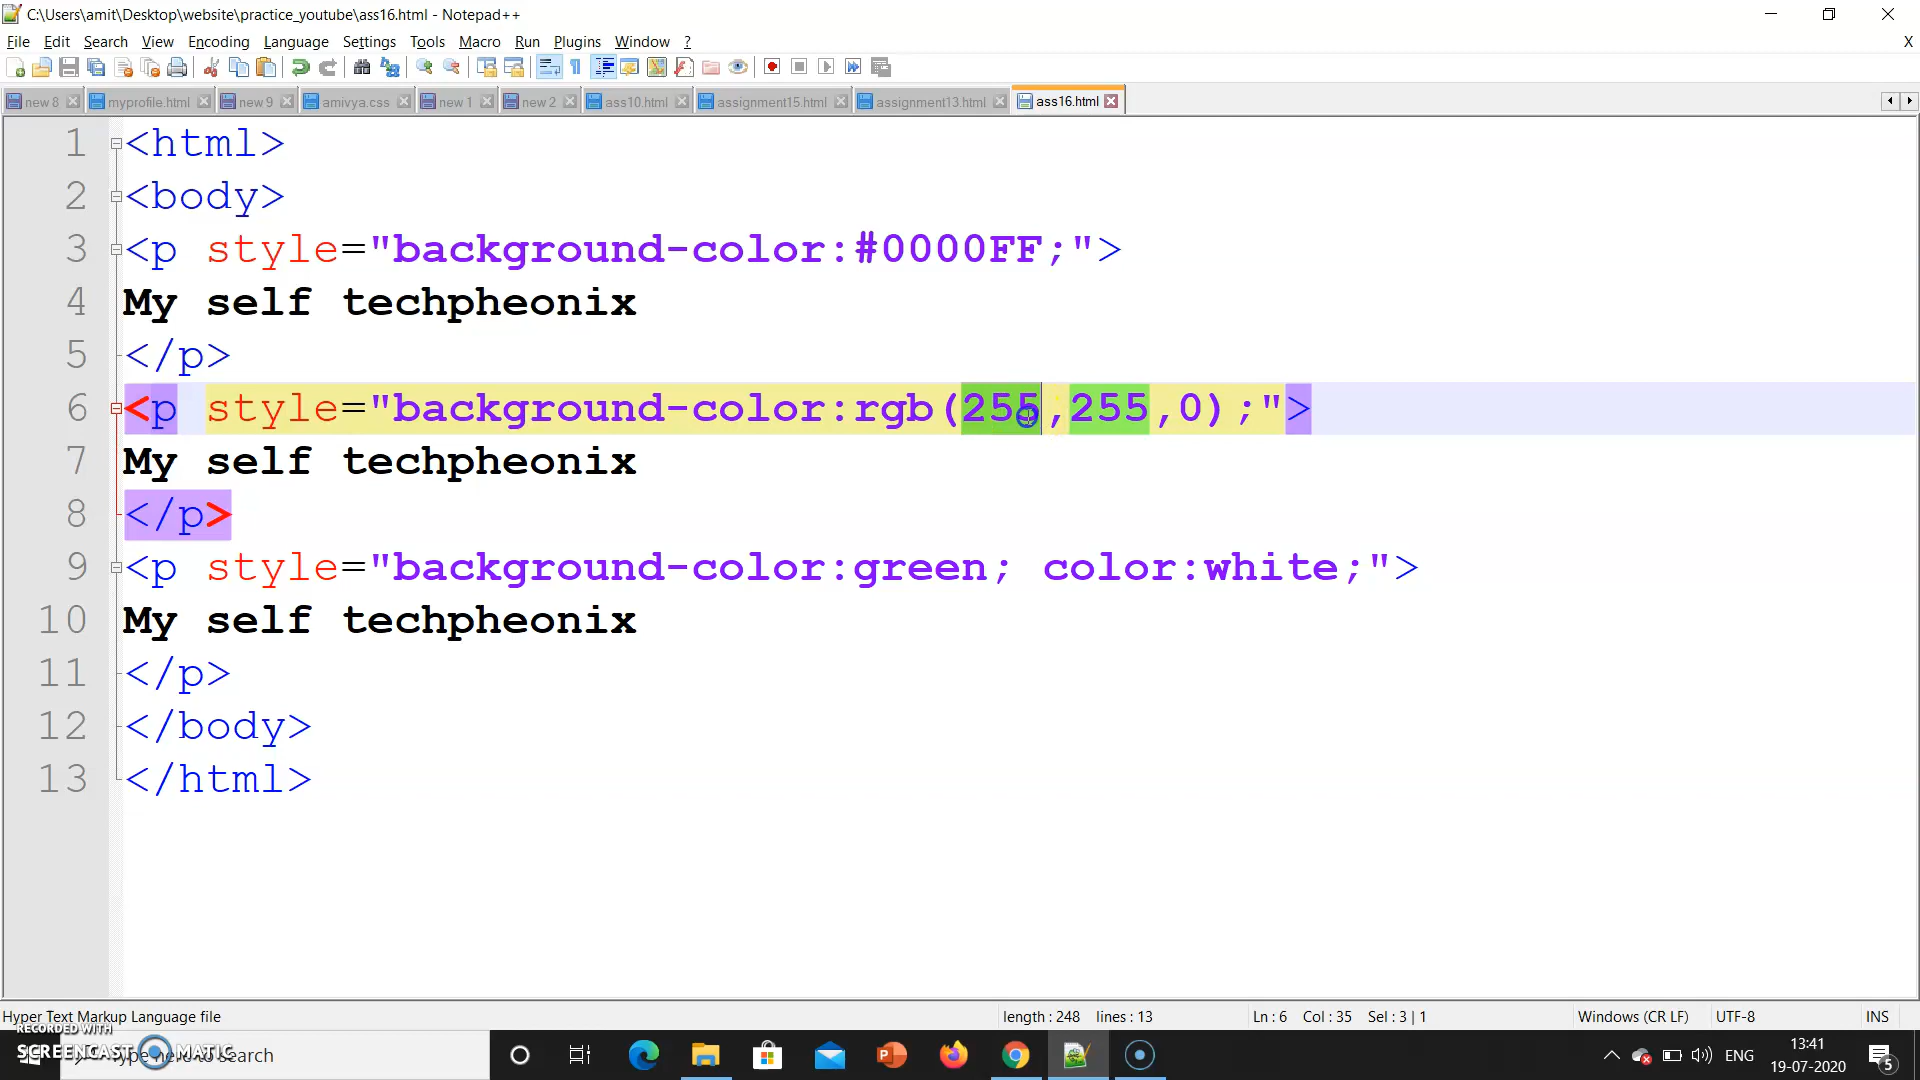 C:\Users\amit\Desktop\website\practice_youtube\ass16.html - Notepad++
File Edit Search View Encoding Language Settings Tools Macro Run Plugins Window ? X
new 8 myprofile.html new 9 amivya.css new 1 new 2 ass10.html assignment15.html assignment13.html ass16.html
1 <html>
2 <body>
3 <p style="background-color:#0000FF;">
4 My self techpheonix
5 </p>
6 <p style="background-color:rgb(255,255,0);">
7 My self techpheonix
8 </p>
9 <p style="background-color:green; color:white;">
10 My self techpheonix
11 </p>
12 </body>
13 </html>
Hyper Text Markup Language file length : 248 lines : 13 Ln : 6 Col : 35 Sel : 3 | 1 Windows (CR LF) UTF-8 INS
RECORDED WITH
SCREENCAST MATIC
Type here to search
ENG
13:41
19-07-2020
5